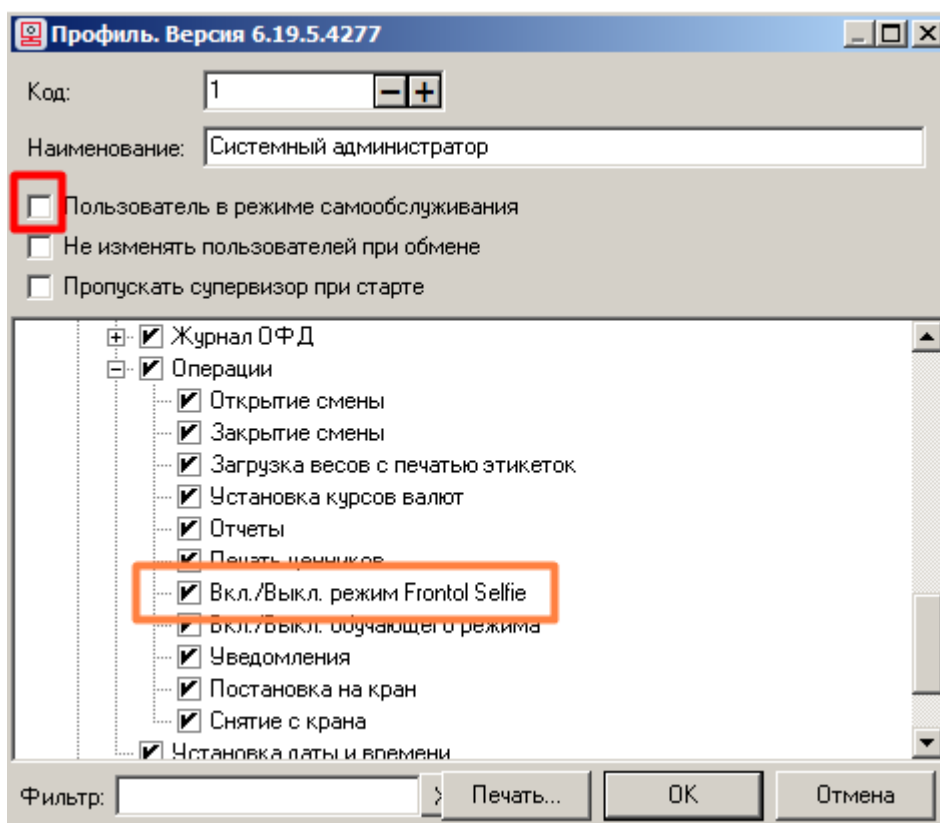 Профиль. Версия 6.19.5.4277
Код: 1
Наименование: Системный администратор
Пользователь в режиме самообслуживания
Не изменять пользователей при обмене
Пропускать супервизор при старте
Журнал ОФД
Операции
Открытие смены
Закрытие смены
Загрузка весов с печатью этикеток
Установка курсов валют
Отчеты
Печать ценников
Вкл./Выкл. режим Frontol Selfie
Вкл./Выкл. обучающего режима
Уведомления
Постановка на кран
Снятие с крана
Установка даты и времени
Фильтр: Печать... OK Отмена